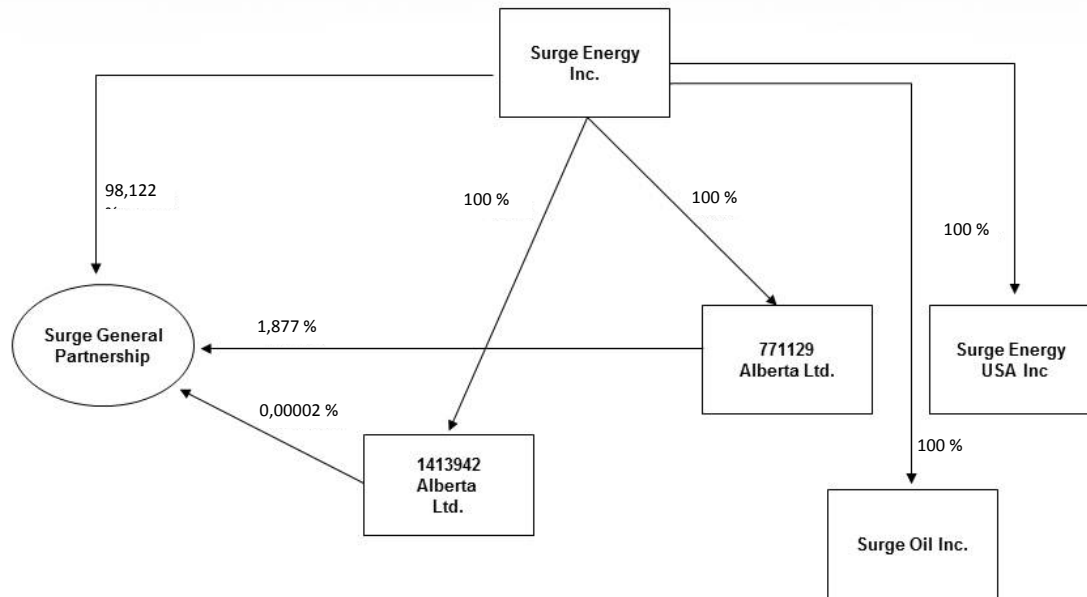 Surge Energy
Inc.
98,122
100 %
100 %
100 %
Surge General
Partnership
1,877 %
771129
Alberta Ltd.
Surge Energy
USA Inc
0,00002 %
1413942
Alberta
Ltd.
100 %
Surge Oil Inc.